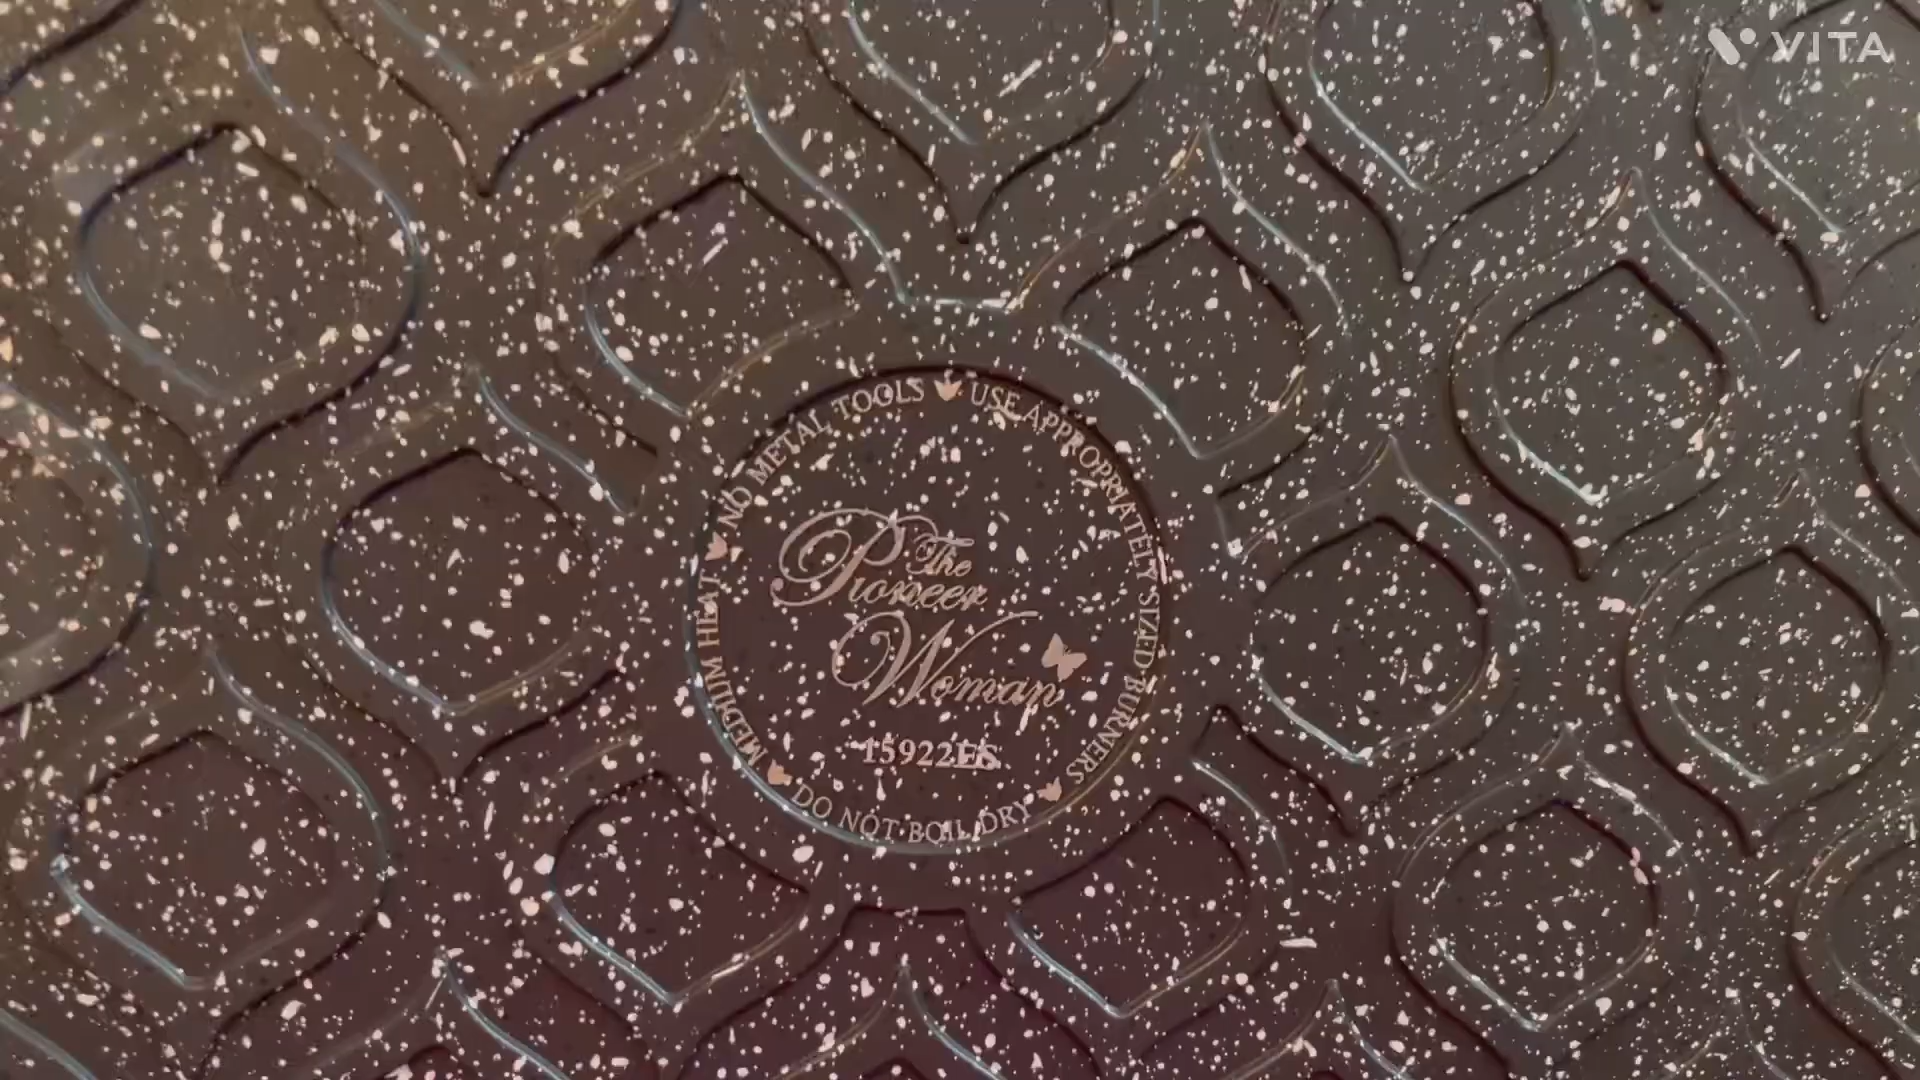 VITA
NO METAL TOOLS
USE APPROPRIATELY SIZED BURNERS
DO NOT BOIL DRY
MEDIUM HEAT
The
Pioneer
Woman
15922ES